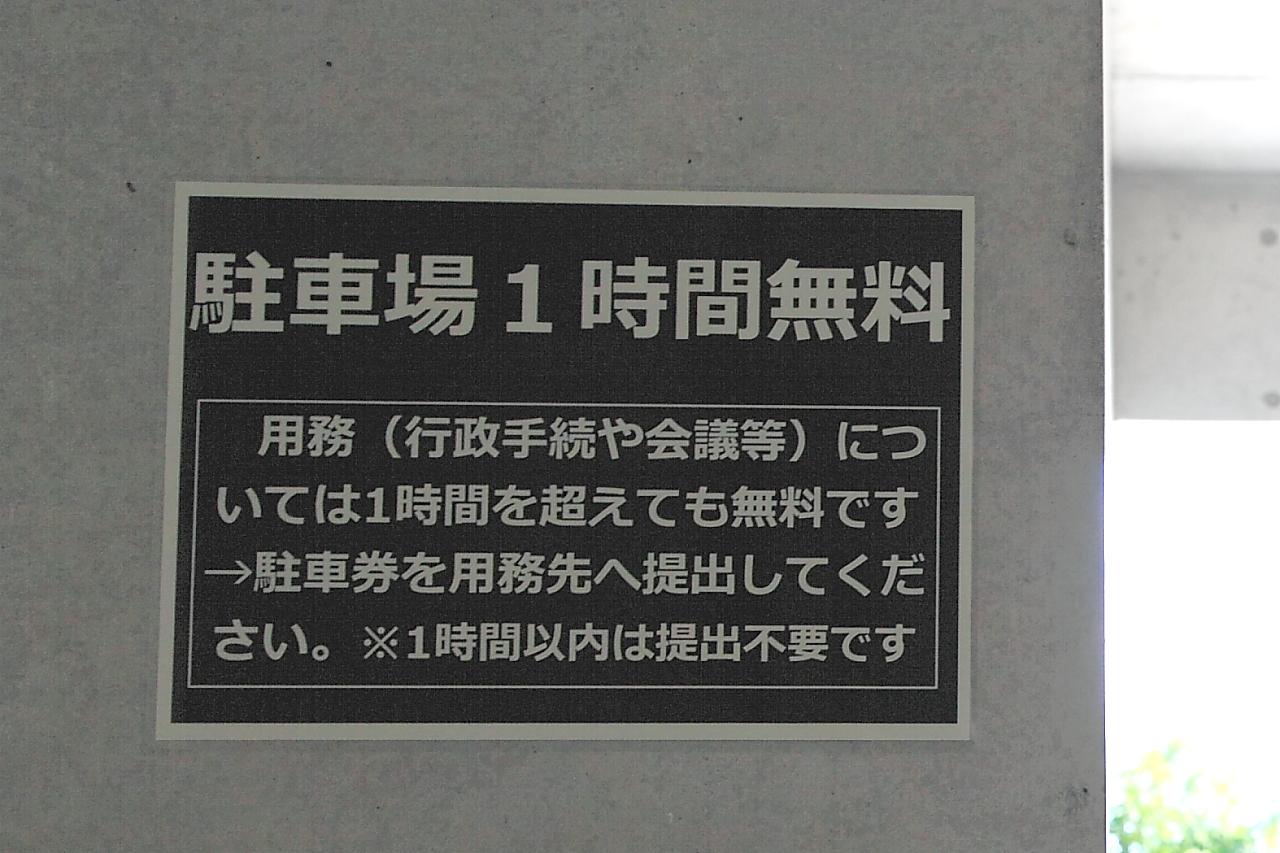 駐車場１時間無料
用務（行政手続や会議等）につ
いては1時間を超えても無料です
→駐車券を用務先へ提出してくだ
さい。※1時間以内は提出不要です